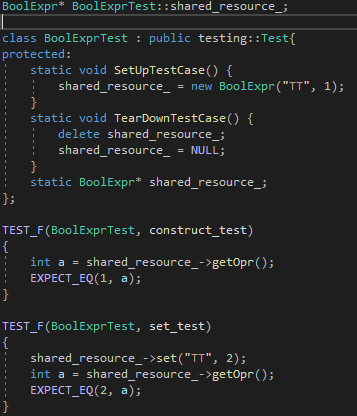 BoolExpr* BoolExprTest::shared_resource_;
class BoolExprTest : public testing::Test{
protected:
    static void SetUpTestCase() {
        shared_resource_ = new BoolExpr("TT", 1);
    }
    static void TearDownTestCase() {
        delete shared_resource_;
        shared_resource_ = NULL;
    }
    static BoolExpr* shared_resource_;
};
TEST_F(BoolExprTest, construct_test)
{
    int a = shared_resource_->getOpr();
    EXPECT_EQ(1, a);
}
TEST_F(BoolExprTest, set_test)
{
    shared_resource_->set("TT", 2);
    int a = shared_resource_->getOpr();
    EXPECT_EQ(2, a);
}